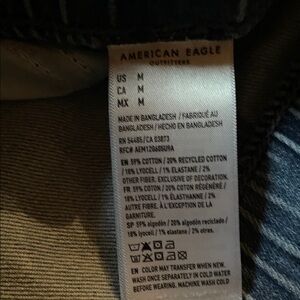 AMERICAN EAGLE
OUTFITTERS
US M
CA M
MX M
MADE IN BANGLADESH / FABRIQUÉ AU
BANGLADESH / HECHO EN BANGLADESH
RN 54485/CA 03873
EN 59% COTTON / 20% RECYCLED COTTON
/ 18% LYOCELL / 1% ELASTANE / 2%
OTHER FIBER. EXCLUSIVE OF DECORATION.
FR 59% COTON / 20% COTON RÉGÉNÉRÉ /
18% LYOCELL / 1% ÉLASTHANNE / 2%
AUTRE FIBRE. À L'EXCEPTION DE LA
GARNITURE.
SP 59% algodón / 20% algodón reciclado /
18% lyocell / 1% elastano / 2%
EN COLOR MAY TRANSFER WHEN NEW.
WASH ONCE SEPARATELY IN COLD WATER
BEFORE WEARING. MACHINE WASH COLD